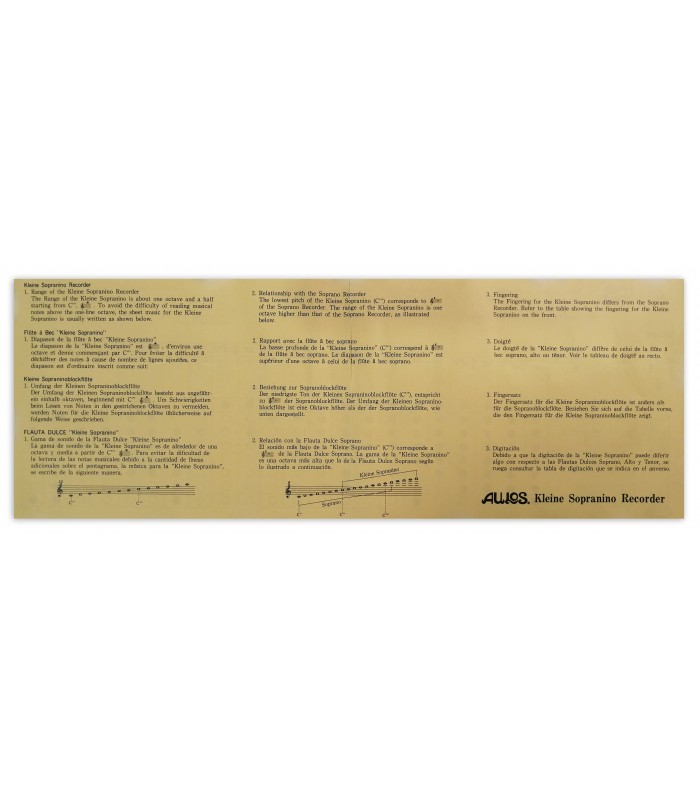 Kleine Sopranino Recorder
1. Range of the Kleine Sopranino Recorder
The Range of the Kleine Sopranino is about one octave and a half
starting from C''' . To avoid the difficulty of reading musical
notes above the one-line octave, the sheet music for the Kleine
Sopranino is usually written as shown below.
Flûte à Bec "Kleine Sopranino"
1. Diapason de la flûte à bec "Kleine Sopranino"
Le diapason de la "Kleine Sopranino" est , d'environ une
octave et demie commençant par C'''. Pour éviter la difficulté à
déchiffrer des notes à cause de nombre de lignes ajoutées, ce
diapason est d'ordinaire inscrit comme suit:
Kleine Sopraninoblockflöte
1. Umfang der Kleinen Sopraninoblockflöte
Der Umfang der Kleinen Sopraninoblockflöte besteht aus ungefähr-
ein einhalb oktaven, beginnend mit C''' . Um Schwierigkeiten
beim Lesen von Noten in den gestrichenen Oktaven zu vermeiden,
werden Noten für die Kleine Sopraninoblockflöte üblicherweise auf
folgende Weise geschrieben.
FLAUTA DULCE "Kleine Sopranino"
1. Gama de sonido de la Flauta Dulce "Kleine Sopranino"
La gama de sonido de la "Kleine Sopranino" es de alrededor de una
octava y media a partir de C''' . Para evitar la dificultad de
la lectura de las notas musicales debido a la cantidad de líneas
adicionales sobre el pentagrama, la música para la "Kleine Sopranino",
se escribe de la siguiente manera.
C'''
2. Relationship with the Soprano Recorder
The lowest pitch of the Kleine Sopranino (C''') corresponds to
of the Soprano Recorder. The range of the Kleine Sopranino is one
octave higher than that of the Soprano Recorder, as illustrated
below.
2. Rapport avec la flûte à bec soprano
La basse profonde de la "Kleine Sopranino" (C''') correspond à
de la flûte à bec soprano. Le diapason de la "Kleine Sopranino" est
supérieur d'une octave à celui de la flûte à bec soprano.
2. Beziehung zur Sopranoblockflöte
Der niedrigste Ton der Kleinen Sopraninoblockflöte (C'''), entspricht
zu der Sopranoblockflöte. Der Umfang der Kleinen Sopranino-
blockflöte ist eine Oktave höher als der der Sopranoblockflöte, wie
unten dargestellt.
2. Relación con la Flauta Dulce Soprano
El sonido más bajo de la "Kleine Sopranino" (C''') corresponde a
de la Flauta Dulce Soprano. La gama de la "Kleine Sopranino"
es una octava más alta que la de la Flauta Dulce Soprano según
lo ilustrado a continuación.
Kleine Sopranino
Soprano
3. Fingering
The Fingering for the Kleine Sopranino differs from the Soprano
Recorder. Refer to the table showing the fingering for the Kleine
Sopranino on the front.
3. Doigté
Le doigté de la "Kleine Sopranino" diffère de celui de la flûte à
bec soprano, alto ou ténor. Voir le tableau de doigté au recto.
3. Fingersatz
Der Fingersatz für die Kleine Sopraninoblockflöte ist anders als
für die Sopranoblockflöte. Beziehen Sie sich auf die Tabelle vorne,
die den Fingersatz für die Kleine Sopraninoblockflöte zeigt.
3. Digitación
Debido a que la digitación de la "Kleine Sopranino" puede diferir
algo con respecto a las Flautas Dulces Soprano, Alto y Tenor, se
ruega consultar la tabla de digitación que se indica en el anverso.
AULOS. Kleine Sopranino Recorder